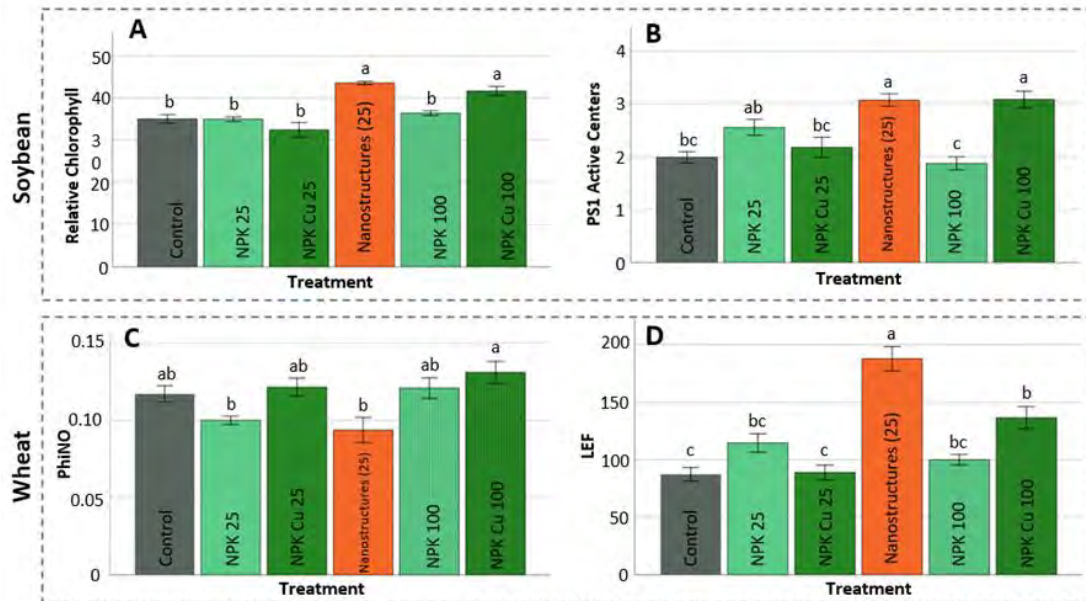 Soybean
A
Relative Chlorophyll
50
40
3
0
20
10
0
b
b
b
a
b
a
Control
NPK 25
NPK Cu 25
Nanostructures (25)
NPK 100
NPK Cu 100
Treatment
B
PS1 Active Centers
4
3
2
1
0
bc
ab
bc
a
c
a
Control
NPK 25
NPK Cu 25
Nanostructures (25)
NPK 100
NPK Cu 100
Treatment
Wheat
C
PhiNO
0.15
0.10
0.05
0
ab
b
ab
b
ab
a
Control
NPK 25
NPK Cu 25
Nanostructures (25)
NPK 100
NPK Cu 100
Treatment
D
LEF
200
150
100
50
0
c
bc
c
a
bc
b
Control
NPK 25
NPK Cu 25
Nanostructures (25)
NPK 100
NPK Cu 100
Treatment